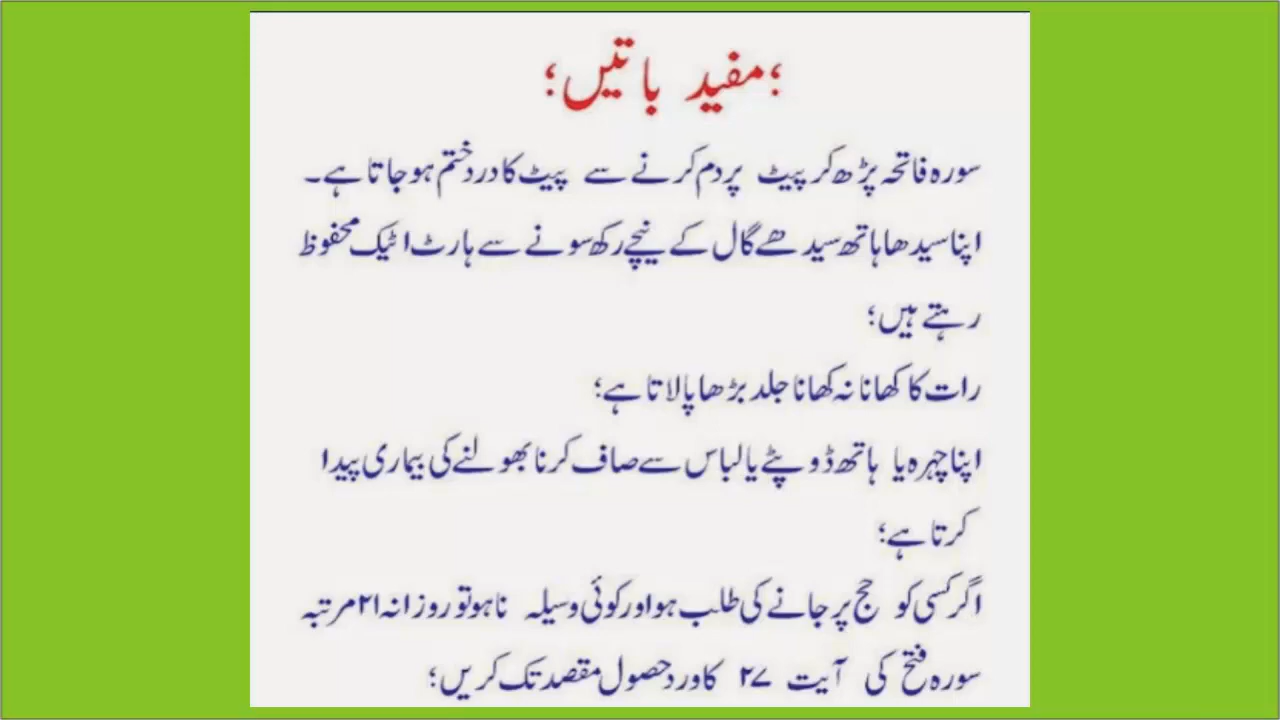 ؛مفید باتیں؛
سورہ فاتحہ پڑھ کر پیٹ پر دم کرنے سے پیٹ کا درد ختم ہو جاتا ہے۔
اپنا سیدھا ہاتھ سیدھے گال کے نیچے رکھ سونے سے ہارٹ اٹیک محفوظ
رہتے ہیں؛
رات کا کھانا نہ کھانا جلد بڑھاپا لاتا ہے؛
اپنا چہرہ یا ہاتھ ڈوپٹے یا لباس سے صاف کرنا بھولنے کی بیماری پیدا
کرتا ہے؛
اگر کسی کو حج پر جانے کی طلب ہو اور کوئی وسیلہ نا ہو تو روزانہ ۲۱ مرتبہ
سورہ فتح کی آیت ۲۷ کا ورد حصول مقصد تک کریں؛